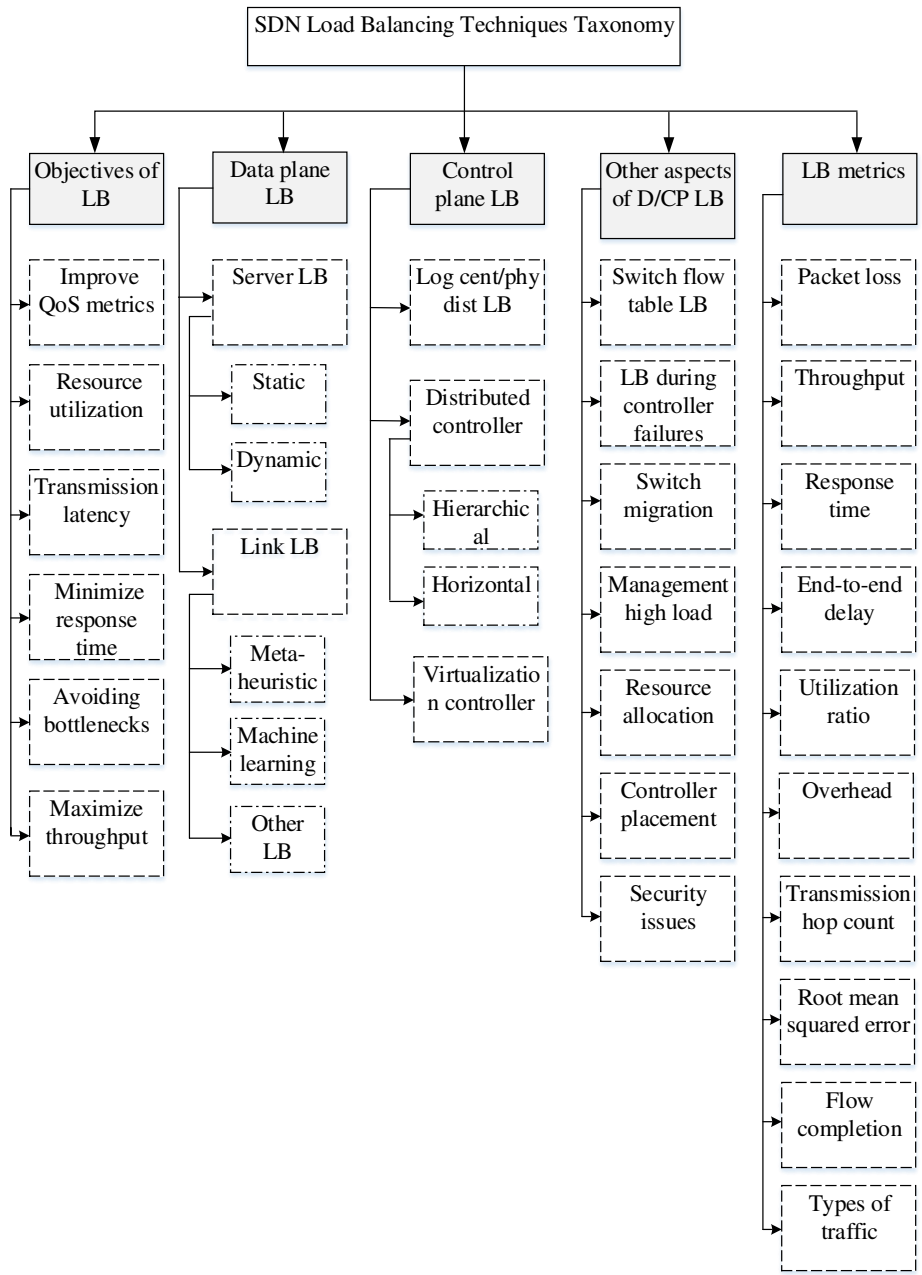 SDN Load Balancing Techniques Taxonomy
Objectives of
LB
Improve
QoS metrics
Resource
utilization
Transmission
latency
Minimize
response
time
Avoiding
bottlenecks
Maximize
throughput
Data plane
LB
Server LB
Static
Dynamic
Link LB
Meta-
heuristic
Machine
learning
Other
LB
Control
plane LB
Log cent/phy
dist LB
Distributed
controller
Hierarchic
al
Horizontal
Virtualizatio
n controller
Other aspects
of D/CP LB
Switch flow
table LB
LB during
controller
failures
Switch
migration
Management
high load
Resource
allocation
Controller
placement
Security
issues
LB metrics
Packet loss
Throughput
Response
time
End-to-end
delay
Utilization
ratio
Overhead
Transmission
hop count
Root mean
squared error
Flow
completion
Types of
traffic